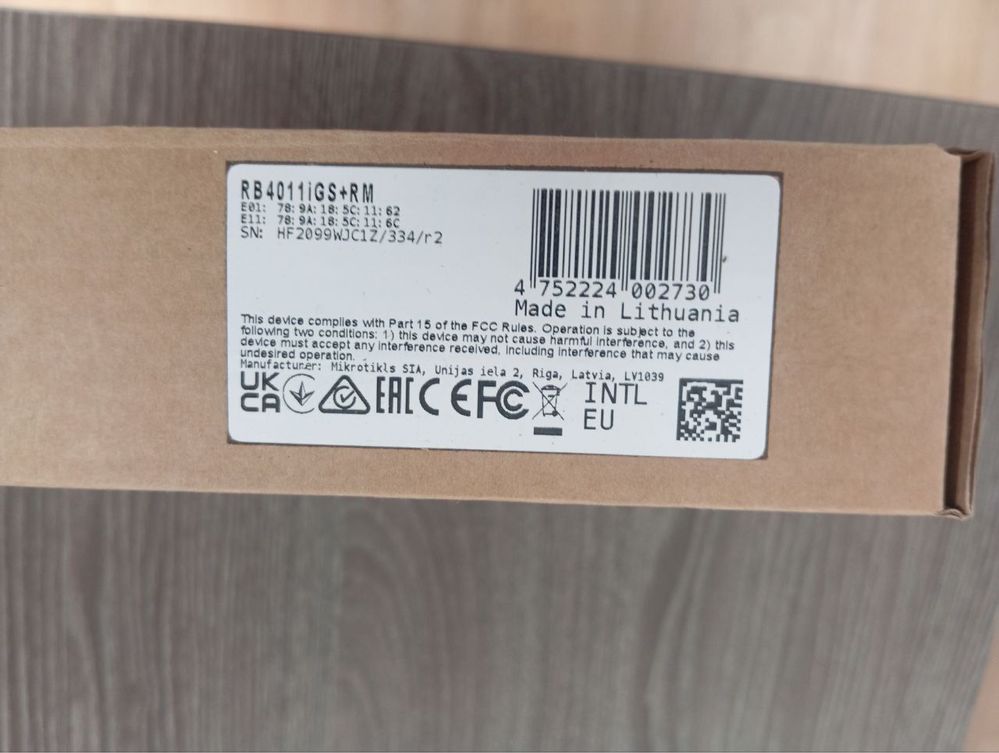 RB4011iGS+RM
E01: 78:9A:18:5C:11:62
E11: 78:9A:18:5C:11:6C
SN: HF2099WJC1Z/334/r2
4 752224 002730
Made in Lithuania
This device complies with Part 15 of the FCC Rules. Operation is subject to the
following two conditions: 1) this device may not cause harmful interference, and 2) this
device must accept any interference received, including interference that may cause
undesired operation.
Manufacturer: Mikrotikls SIA, Unijas iela 2, Riga, Latvia, LV1039
UK
CA
EAC CE FC
INTL
EU